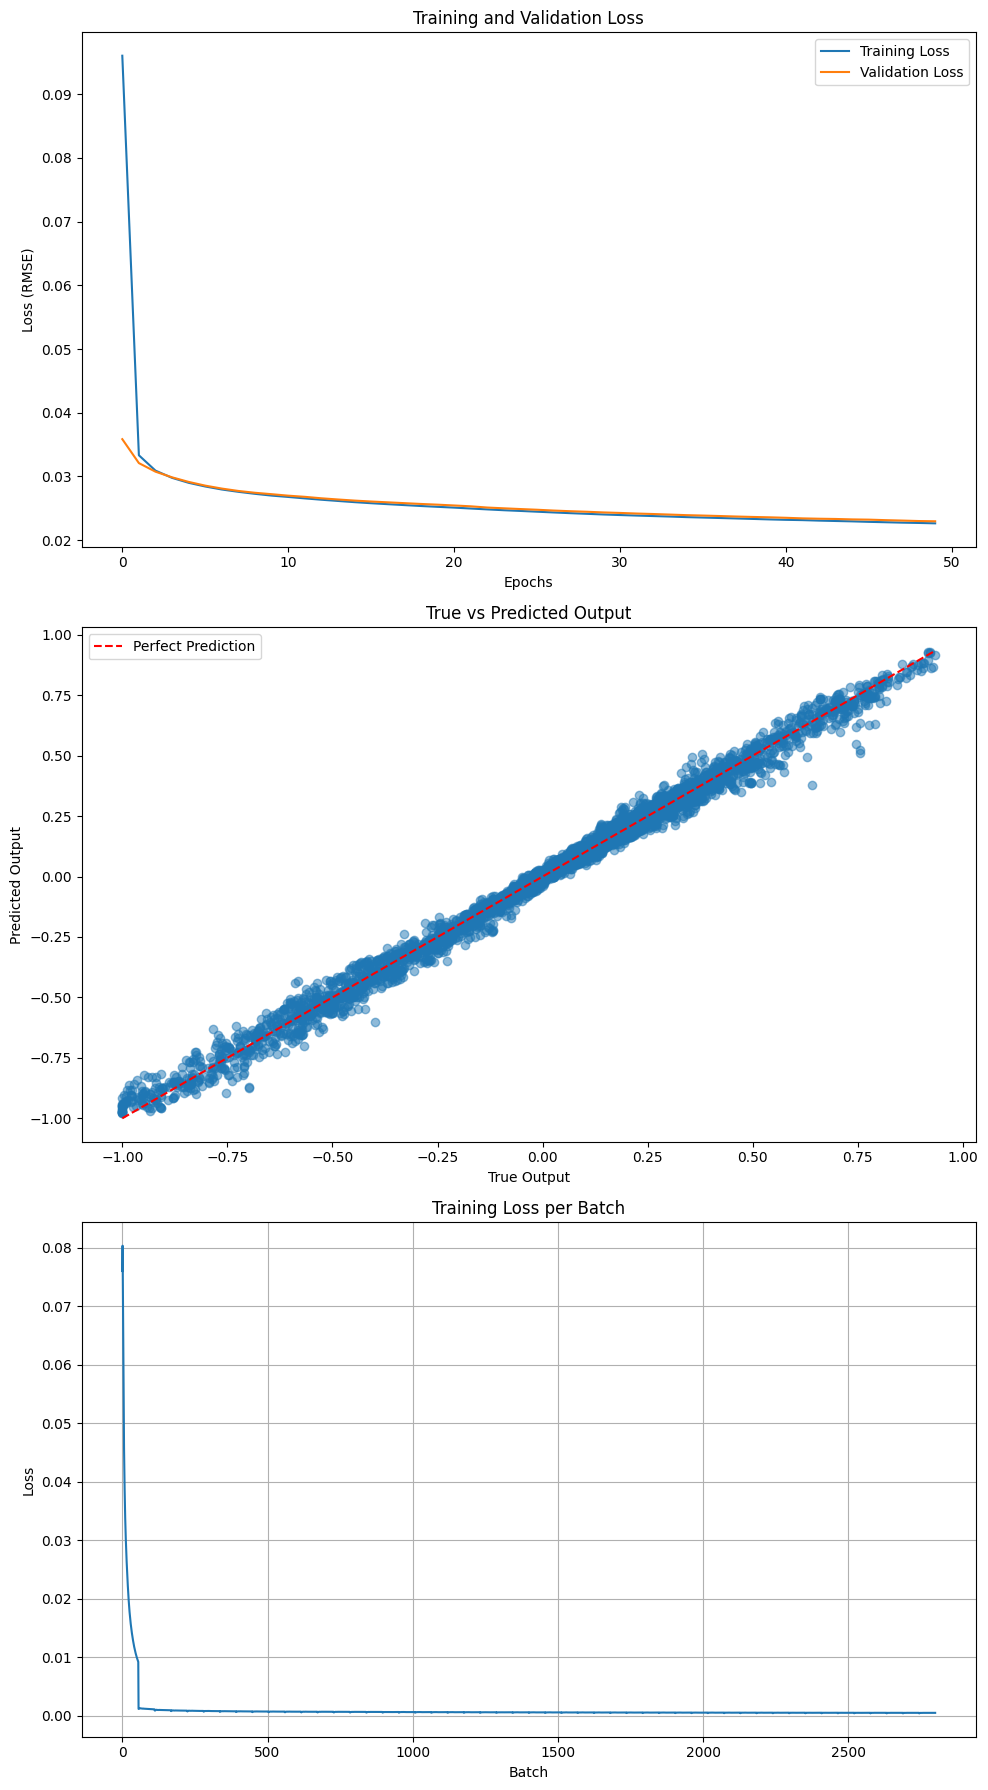 Training and Validation Loss
Training Loss
Validation Loss
0.09
0.08
0.07
0.06
0.05
0.04
0.03
0.02
Loss (RMSE)
0 10 20 30 40 50
Epochs
True vs Predicted Output
Perfect Prediction
1.00
0.75
0.50
0.25
0.00
−0.25
−0.50
−0.75
−1.00
Predicted Output
−1.00 −0.75 −0.50 −0.25 0.00 0.25 0.50 0.75 1.00
True Output
Training Loss per Batch
0.08
0.07
0.06
0.05
0.04
0.03
0.02
0.01
0.00
Loss
0 500 1000 1500 2000 2500
Batch